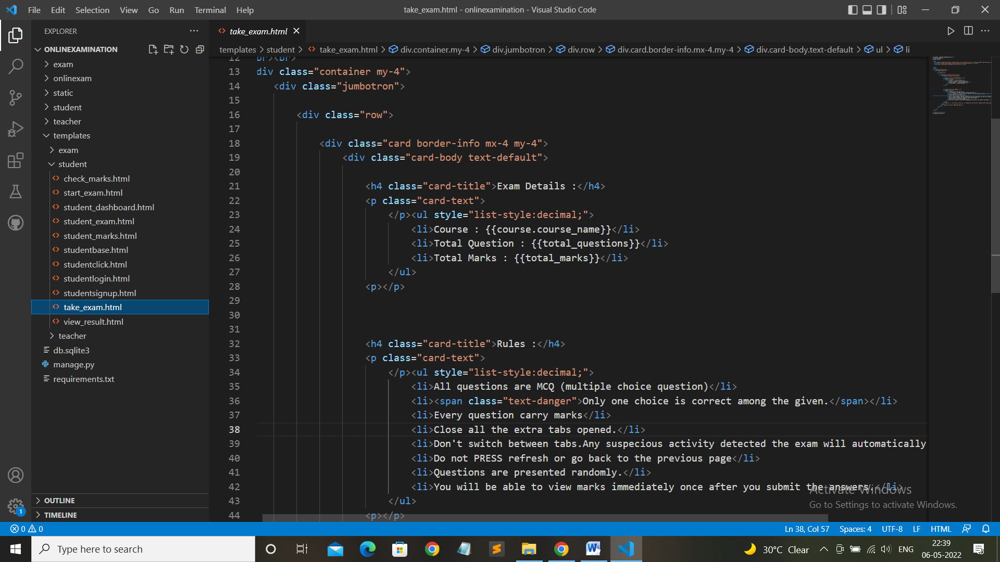 File Edit Selection View Go Run Terminal Help
take_exam.html - onlinexamination - Visual Studio Code
EXPLORER
ONLINEXAMINATION
exam
onlinexam
static
student
teacher
templates
exam
student
check_marks.html
start_exam.html
student_dashboard.html
student_exam.html
student_marks.html
studentbase.html
studentclick.html
studentlogin.html
studentsignup.html
take_exam.html
view_result.html
teacher
db.sqlite3
manage.py
requirements.txt
OUTLINE
TIMELINE
take_exam.html
templates > student > take_exam.html > div.container.my-4 > div.jumbotron > div.row > div.card.border-info.mx-4.my-4 > div.card-body.text-default > ul > li
12 br><br>
13 div class="container my-4">
14 <div class="jumbotron">
15
16 <div class="row">
17
18 <div class="card border-info mx-4 my-4">
19 <div class="card-body text-default">
20
21 <h4 class="card-title">Exam Details :</h4>
22 <p class="card-text">
23 </p><ul style="list-style:decimal;">
24 <li>Course : {{course.course_name}}</li>
25 <li>Total Question : {{total_questions}}</li>
26 <li>Total Marks : {{total_marks}}</li>
27 </ul>
28 <p></p>
29
30
31
32 <h4 class="card-title">Rules :</h4>
33 <p class="card-text">
34 </p><ul style="list-style:decimal;">
35 <li>All questions are MCQ (multiple choice question)</li>
36 <li><span class="text-danger">Only one choice is correct among the given.</span></li>
37 <li>Every question carry marks</li>
38 <li>Close all the extra tabs opened.</li>
39 <li>Don't switch between tabs.Any suspecious activity detected the exam will automatically
40 <li>Do not PRESS refresh or go back to the previous page</li>
41 <li>Questions are presented randomly.</li>
42 <li>You will be able to view marks immediately once after you submit the answers.</li>
43 </ul>
44 <p></p>
Activate Windows
Go to Settings to activate Windows.
1
0 0
Ln 38, Col 57 Spaces: 4 UTF-8 LF HTML
Type here to search
30°C Clear
ENG
22:39
06-05-2022